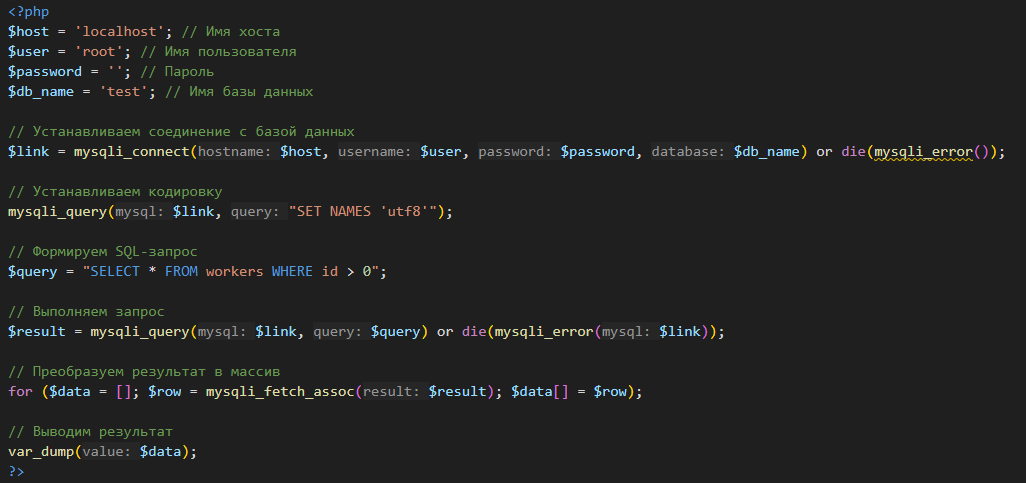 <?php
$host = 'localhost'; // Имя хоста
$user = 'root'; // Имя пользователя
$password = ''; // Пароль
$db_name = 'test'; // Имя базы данных
// Устанавливаем соединение с базой данных
$link = mysqli_connect(hostname: $host, username: $user, password: $password, database: $db_name) or die(mysqli_error());
// Устанавливаем кодировку
mysqli_query(mysql: $link, query: "SET NAMES 'utf8'");
// Формируем SQL-запрос
$query = "SELECT * FROM workers WHERE id > 0";
// Выполняем запрос
$result = mysqli_query(mysql: $link, query: $query) or die(mysqli_error(mysql: $link));
// Преобразуем результат в массив
for ($data = []; $row = mysqli_fetch_assoc(result: $result); $data[] = $row);
// Выводим результат
var_dump(value: $data);
?>